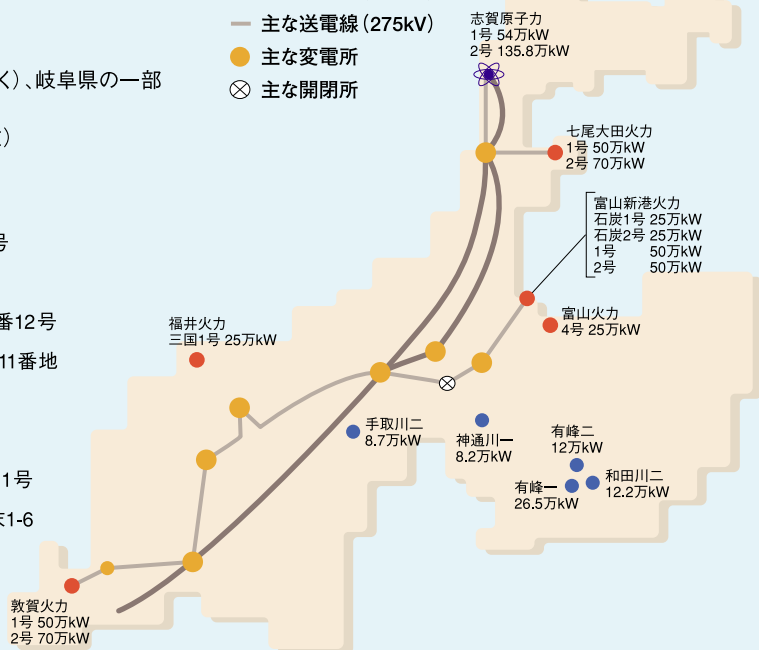 主な送電線（275kV）
主な変電所
主な開閉所
く）、岐阜県の一部
）
号
番12号
11番地
1号
末1-6
志賀原子力
1号 54万kW
2号 135.8万kW
七尾大田火力
1号 50万kW
2号 70万kW
富山新港火力
石炭1号 25万kW
石炭2号 25万kW
1号 50万kW
2号 50万kW
富山火力
4号 25万kW
福井火力
三国1号 25万kW
手取川二
8.7万kW
神通川一
8.2万kW
有峰二
12万kW
有峰一
26.5万kW
和田川二
12.2万kW
敦賀火力
1号 50万kW
2号 70万kW